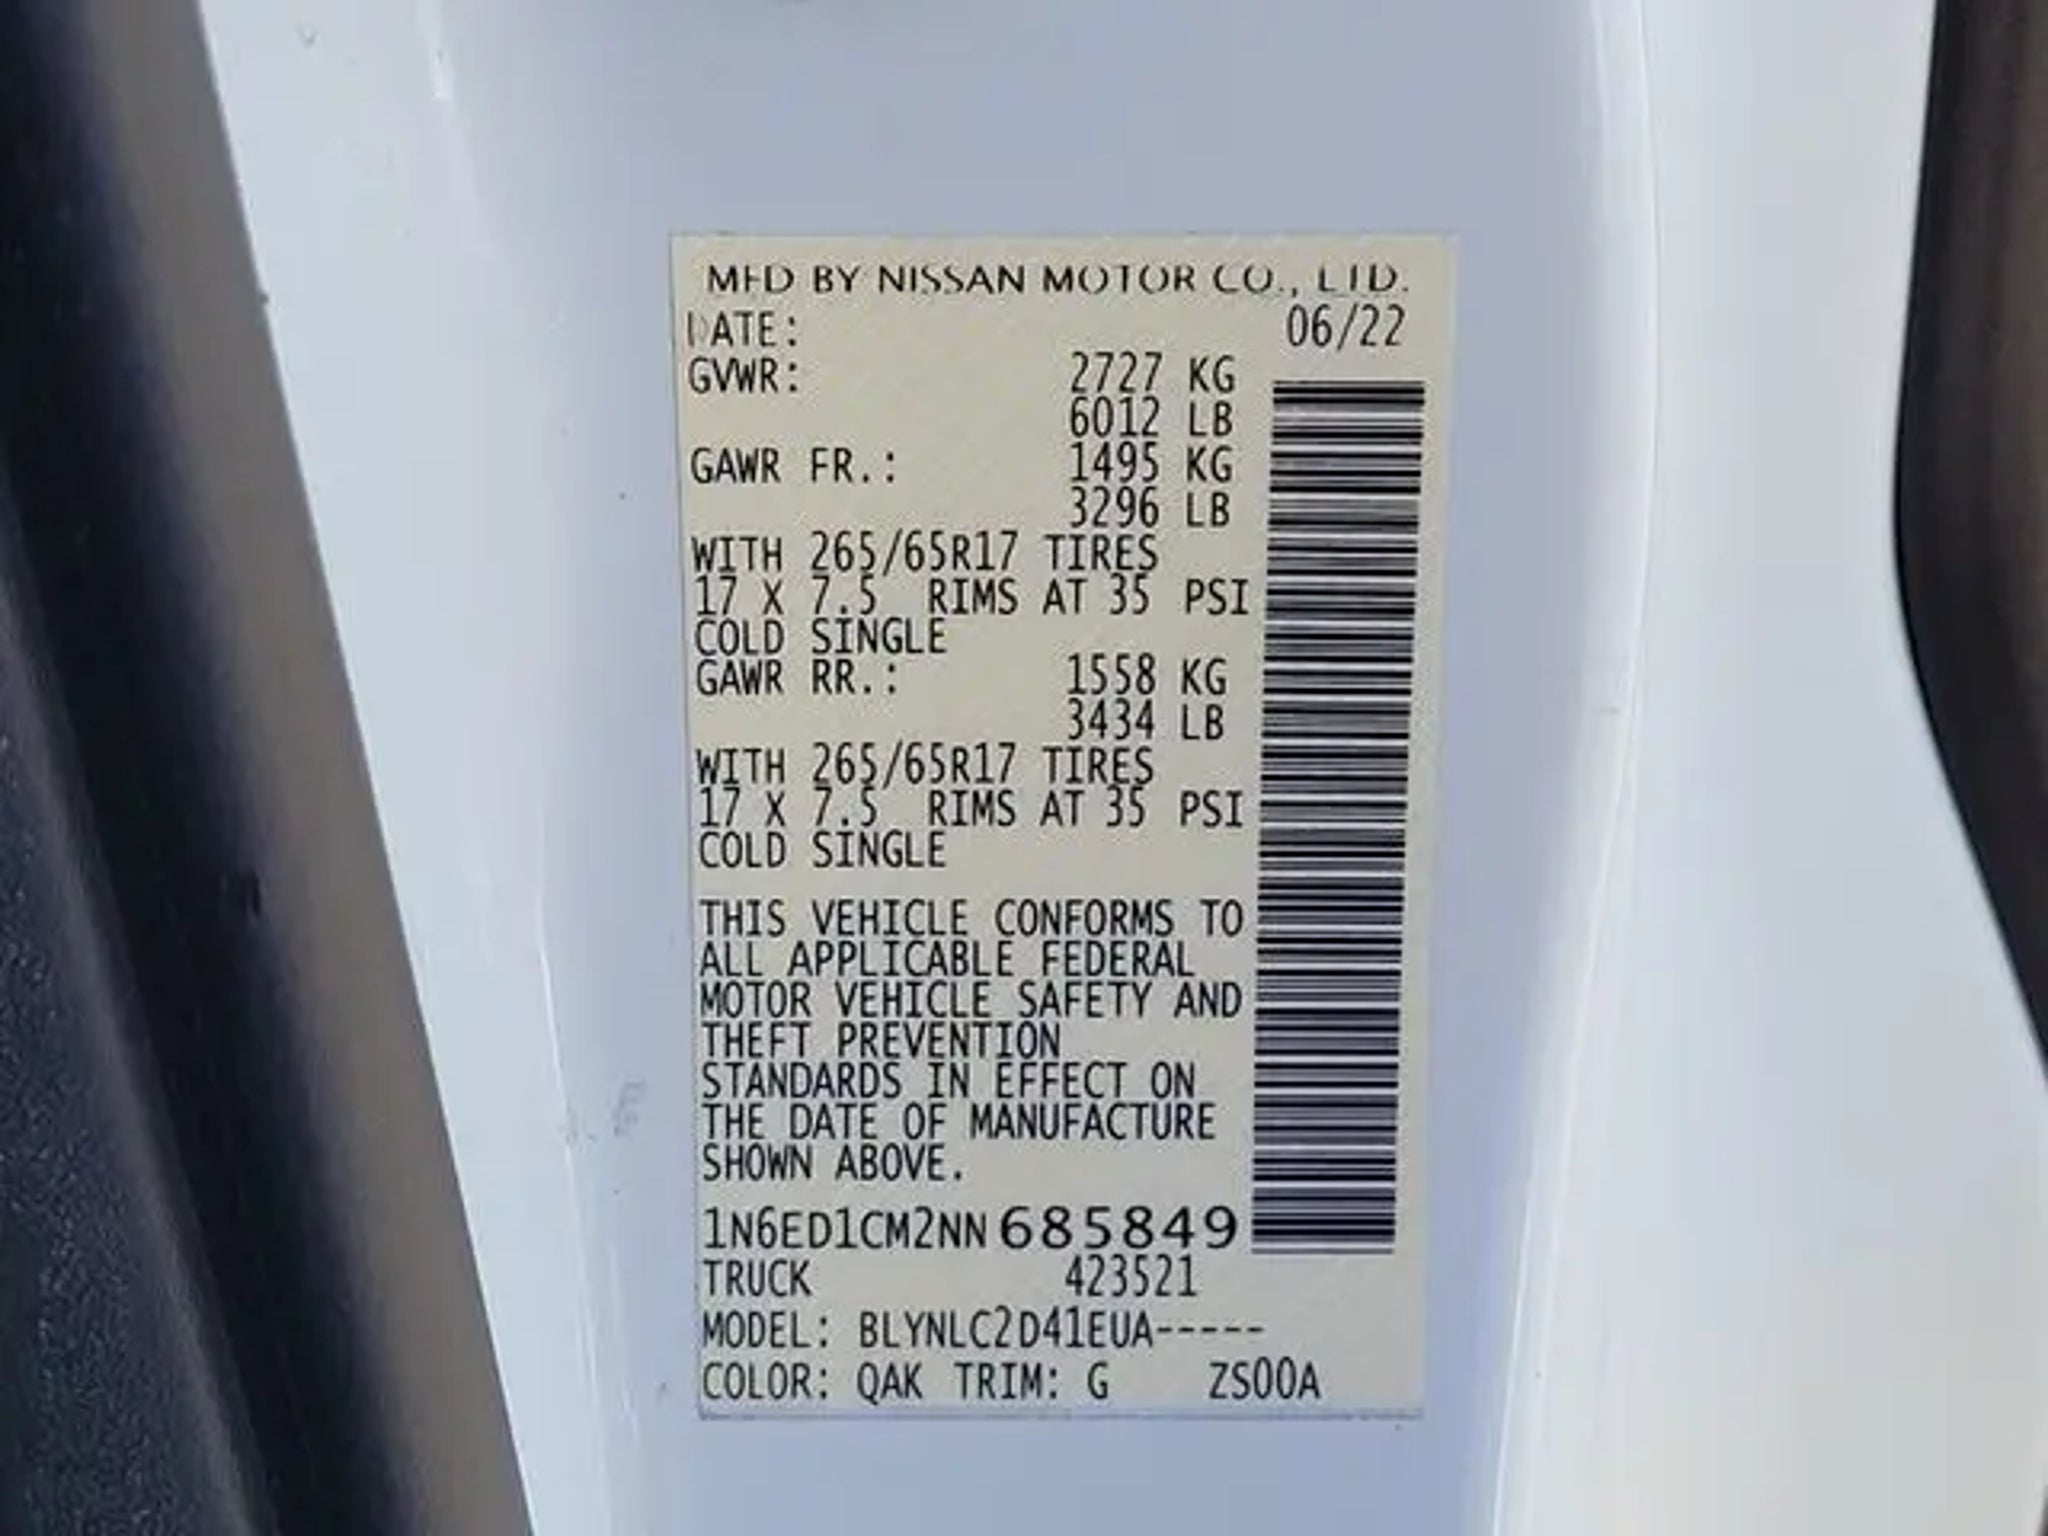 MFD BY NISSAN MOTOR CO., LTD.
DATE: 06/22
GVWR: 2727 KG
6012 LB
GAWR FR.: 1495 KG
3296 LB
WITH 265/65R17 TIRES
17 X 7.5 RIMS AT 35 PSI
COLD SINGLE
GAWR RR.: 1558 KG
3434 LB
WITH 265/65R17 TIRES
17 X 7.5 RIMS AT 35 PSI
COLD SINGLE
THIS VEHICLE CONFORMS TO
ALL APPLICABLE FEDERAL
MOTOR VEHICLE SAFETY AND
THEFT PREVENTION
STANDARDS IN EFFECT ON
THE DATE OF MANUFACTURE
SHOWN ABOVE.
1N6ED1CM2NN685849
TRUCK 423521
MODEL: BLYNLC2D41EUA-----
COLOR: QAK TRIM: G ZS00A